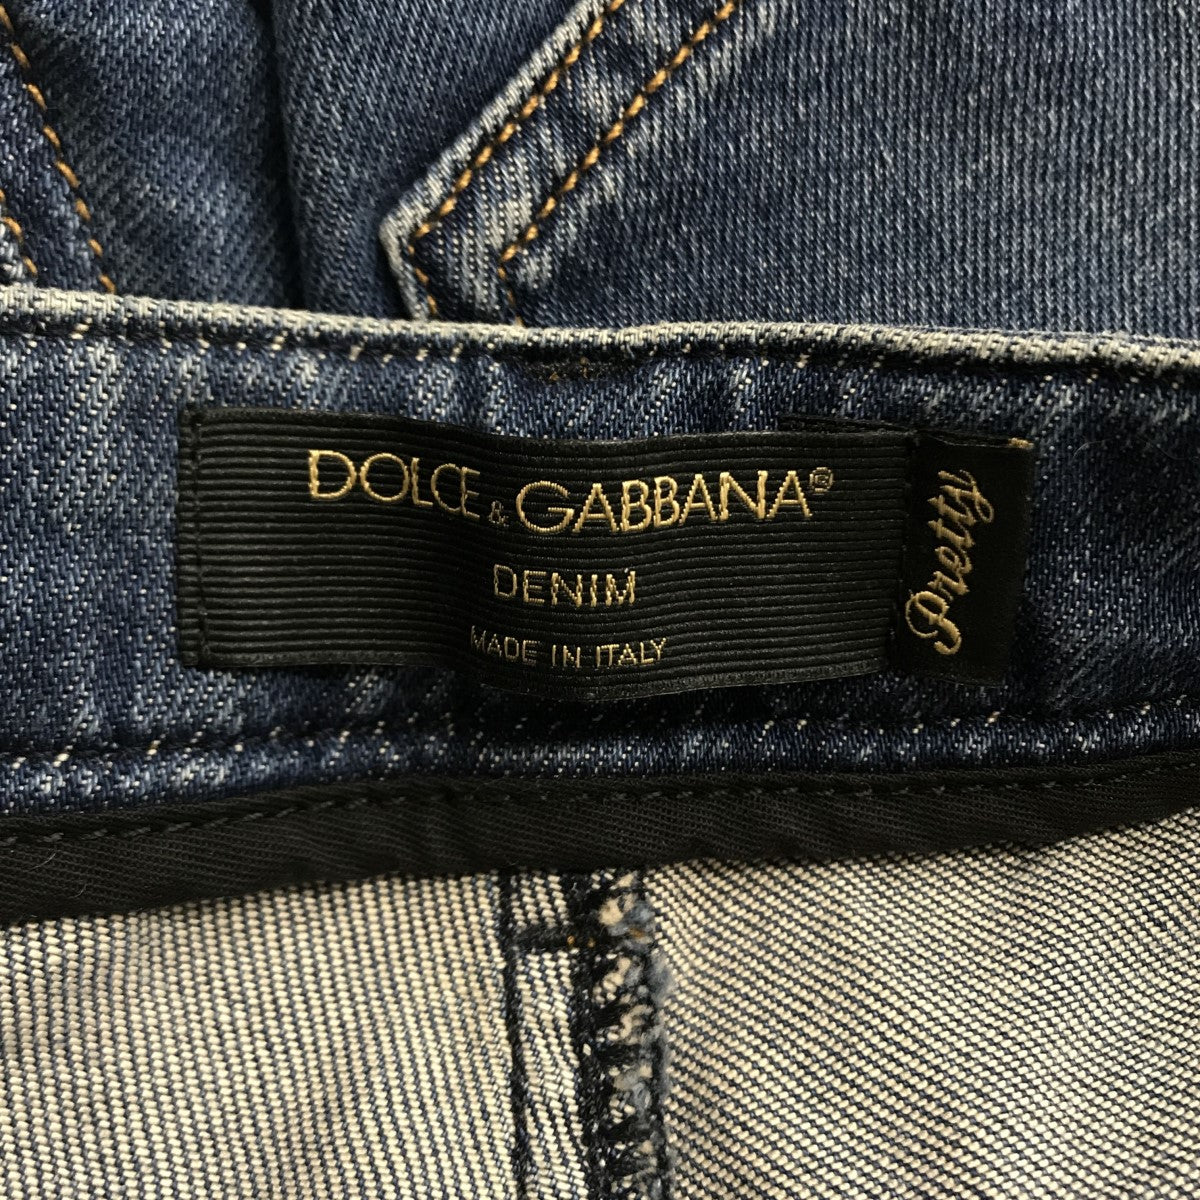 DOLCE & GABBANA®
DENIM
MADE IN ITALY
Pretty